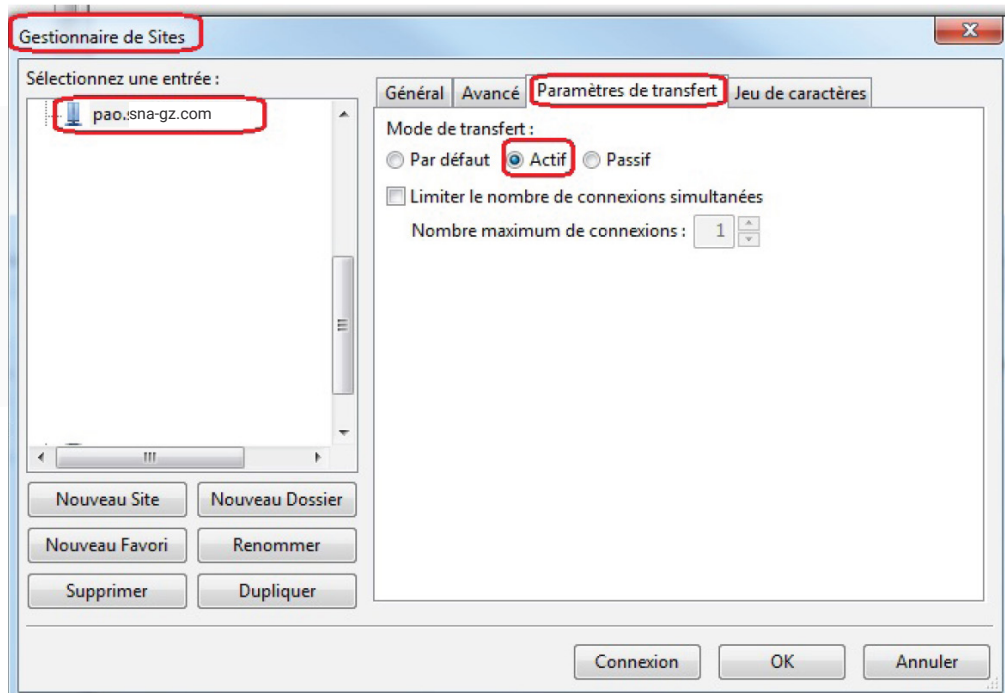 Gestionnaire de Sites
Sélectionnez une entrée :
pao.sna-gz.com
Général Avancé Paramètres de transfert Jeu de caractères
Mode de transfert :
Par défaut Actif Passif
Limiter le nombre de connexions simultanées
Nombre maximum de connexions : 1
Nouveau Site Nouveau Dossier
Nouveau Favori Renommer
Supprimer Dupliquer
Connexion OK Annuler